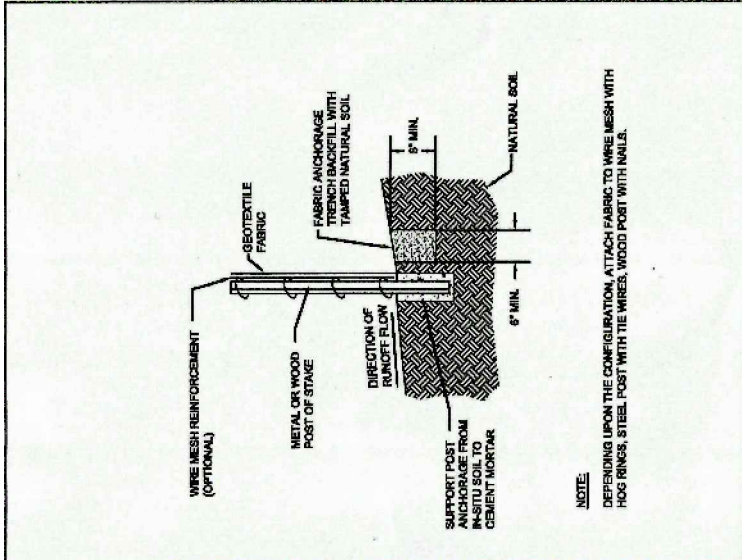 WIRE MESH REINFORCEMENT
(OPTIONAL)
GEOTEXTILE
FABRIC
METAL OR WOOD
POST OF STAKE
FABRIC ANCHORAGE
TRENCH BACKFILL WITH
TAMPED NATURAL SOIL
DIRECTION OF
RUNOFF FLOW
6" MIN.
SUPPORT POST
ANCHORAGE FROM
IN-SITU SOIL TO
CEMENT MORTAR
6" MIN.
NATURAL SOIL
NOTE:
DEPENDING UPON THE CONFIGURATION, ATTACH FABRIC TO WIRE MESH WITH
HOG RINGS, STEEL POST WITH TIE WIRES, WOOD POST WITH NAILS.